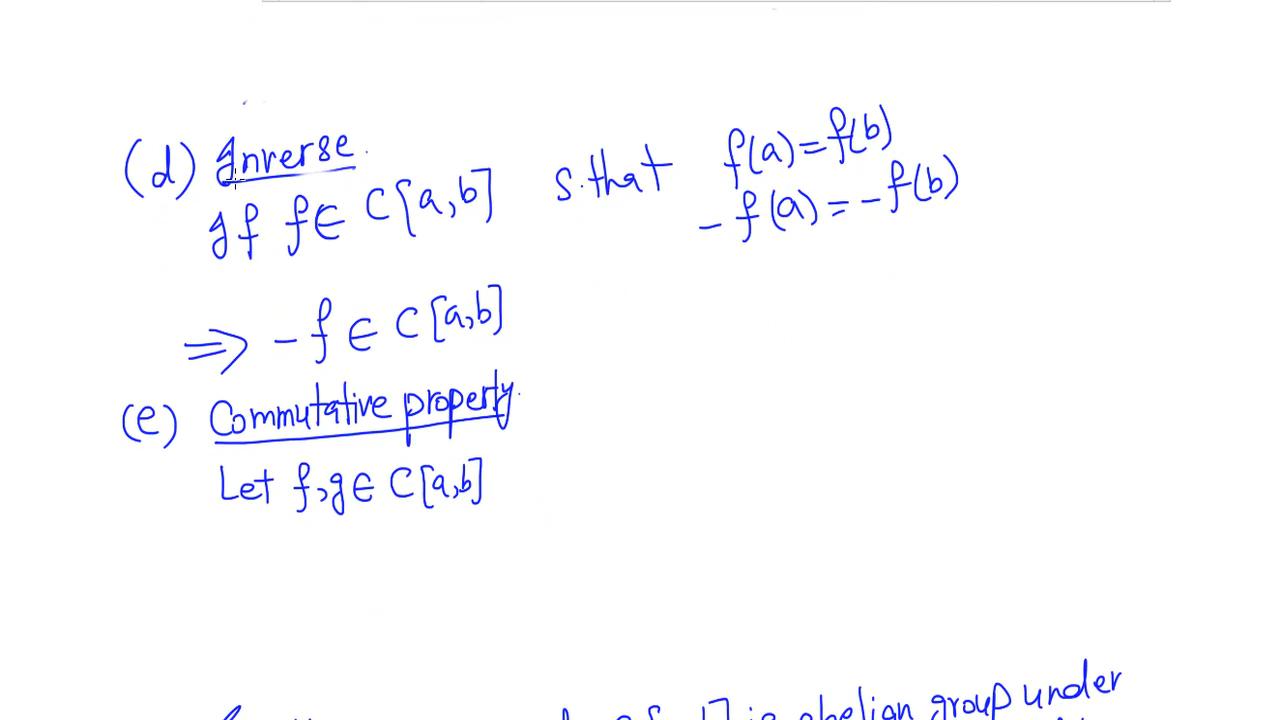 (d) Inverse.
If f ∈ C[a,b] s.that f(a)=f(b)
-f(a)=-f(b)
⇒ -f ∈ C[a,b]
(e) Commutative property.
Let f,g ∈ C[a,b]
is abelian group under